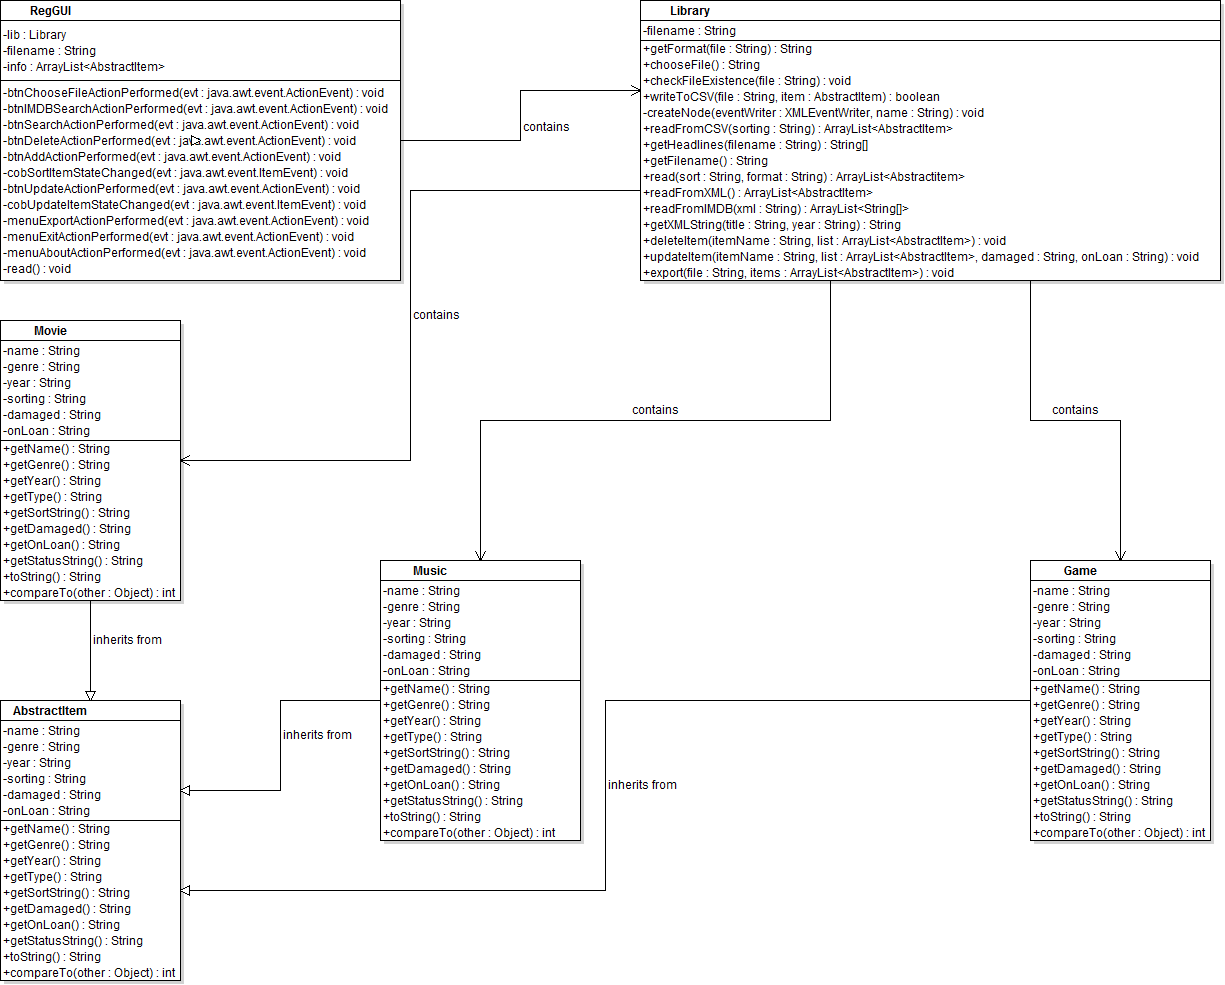 RegGUI
-lib : Library
-filename : String
-info : ArrayList<AbstractItem>
-btnChooseFileActionPerformed(evt : java.awt.event.ActionEvent) : void
-btnIMDBSearchActionPerformed(evt : java.awt.event.ActionEvent) : void
-btnSearchActionPerformed(evt : java.awt.event.ActionEvent) : void
-btnDeleteActionPerformed(evt : java.awt.event.ActionEvent) : void
-btnAddActionPerformed(evt : java.awt.event.ActionEvent) : void
-cobSortItemStateChanged(evt : java.awt.event.ItemEvent) : void
-btnUpdateActionPerformed(evt : java.awt.event.ActionEvent) : void
-cobUpdateItemStateChanged(evt : java.awt.event.ItemEvent) : void
-menuExportActionPerformed(evt : java.awt.event.ActionEvent) : void
-menuExitActionPerformed(evt : java.awt.event.ActionEvent) : void
-menuAboutActionPerformed(evt : java.awt.event.ActionEvent) : void
-read() : void
contains
Library
-filename : String
+getFormat(file : String) : String
+chooseFile() : String
+checkFileExistence(file : String) : void
+writeToCSV(file : String, item : AbstractItem) : boolean
-createNode(eventWriter : XMLEventWriter, name : String) : void
+readFromCSV(sorting : String) : ArrayList<AbstractItem>
+getHeadlines(filename : String) : String[]
+getFilename() : String
+read(sort : String, format : String) : ArrayList<AbstractItem>
+readFromXML() : ArrayList<AbstractItem>
+readFromIMDB(xml : String) : ArrayList<String[]>
+getXMLString(title : String, year : String) : String
+deleteItem(itemName : String, list : ArrayList<AbstractItem>) : void
+updateItem(itemName : String, list : ArrayList<AbstractItem>, damaged : String, onLoan : String) : void
+export(file : String, items : ArrayList<AbstractItem>) : void
contains
contains
contains
Movie
-name : String
-genre : String
-year : String
-sorting : String
-damaged : String
-onLoan : String
+getName() : String
+getGenre() : String
+getYear() : String
+getType() : String
+getSortString() : String
+getDamaged() : String
+getOnLoan() : String
+getStatusString() : String
+toString() : String
+compareTo(other : Object) : int
inherits from
Music
-name : String
-genre : String
-year : String
-sorting : String
-damaged : String
-onLoan : String
+getName() : String
+getGenre() : String
+getYear() : String
+getType() : String
+getSortString() : String
+getDamaged() : String
+getOnLoan() : String
+getStatusString() : String
+toString() : String
+compareTo(other : Object) : int
inherits from
Game
-name : String
-genre : String
-year : String
-sorting : String
-damaged : String
-onLoan : String
+getName() : String
+getGenre() : String
+getYear() : String
+getType() : String
+getSortString() : String
+getDamaged() : String
+getOnLoan() : String
+getStatusString() : String
+toString() : String
+compareTo(other : Object) : int
inherits from
AbstractItem
-name : String
-genre : String
-year : String
-sorting : String
-damaged : String
-onLoan : String
+getName() : String
+getGenre() : String
+getYear() : String
+getType() : String
+getSortString() : String
+getDamaged() : String
+getOnLoan() : String
+getStatusString() : String
+toString() : String
+compareTo(other : Object) : int